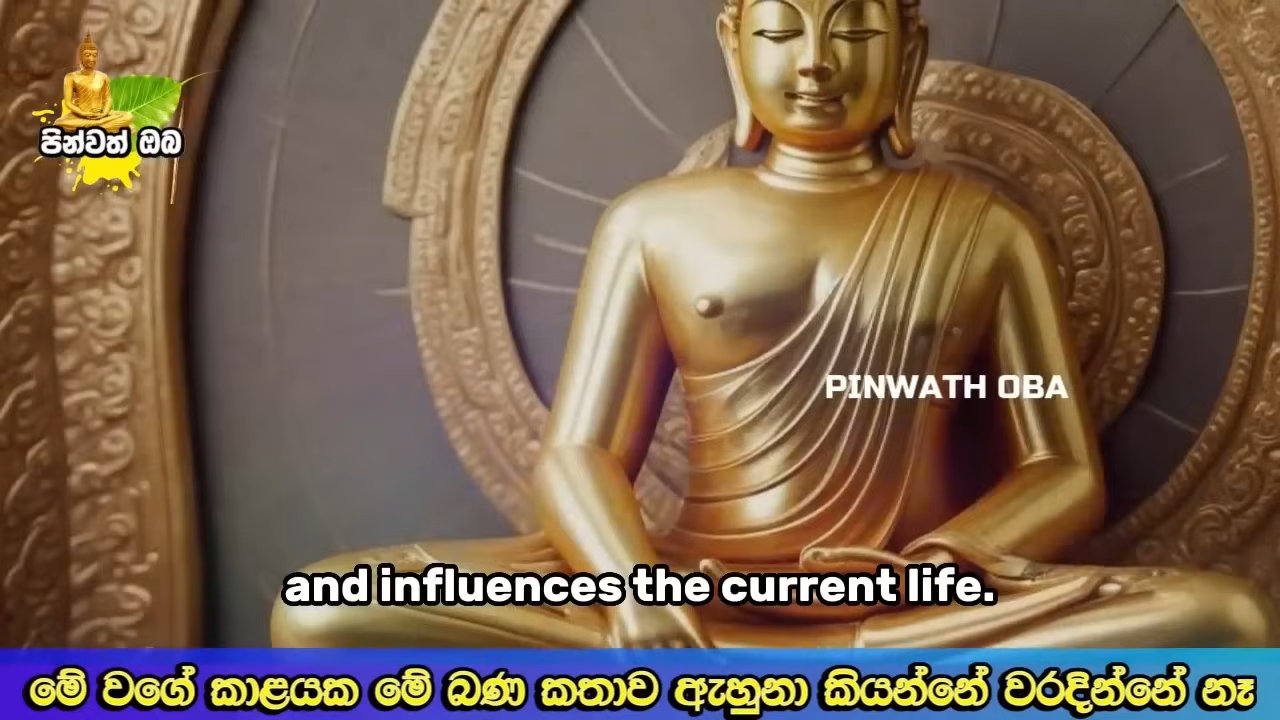 පින්වත් ඔබ
PINWATH OBA
and influences the current life.
මේ වගේ කාළයක මේ බණ කතාව ඇහුනා කියන්නේ වරදින්නේ නෑ